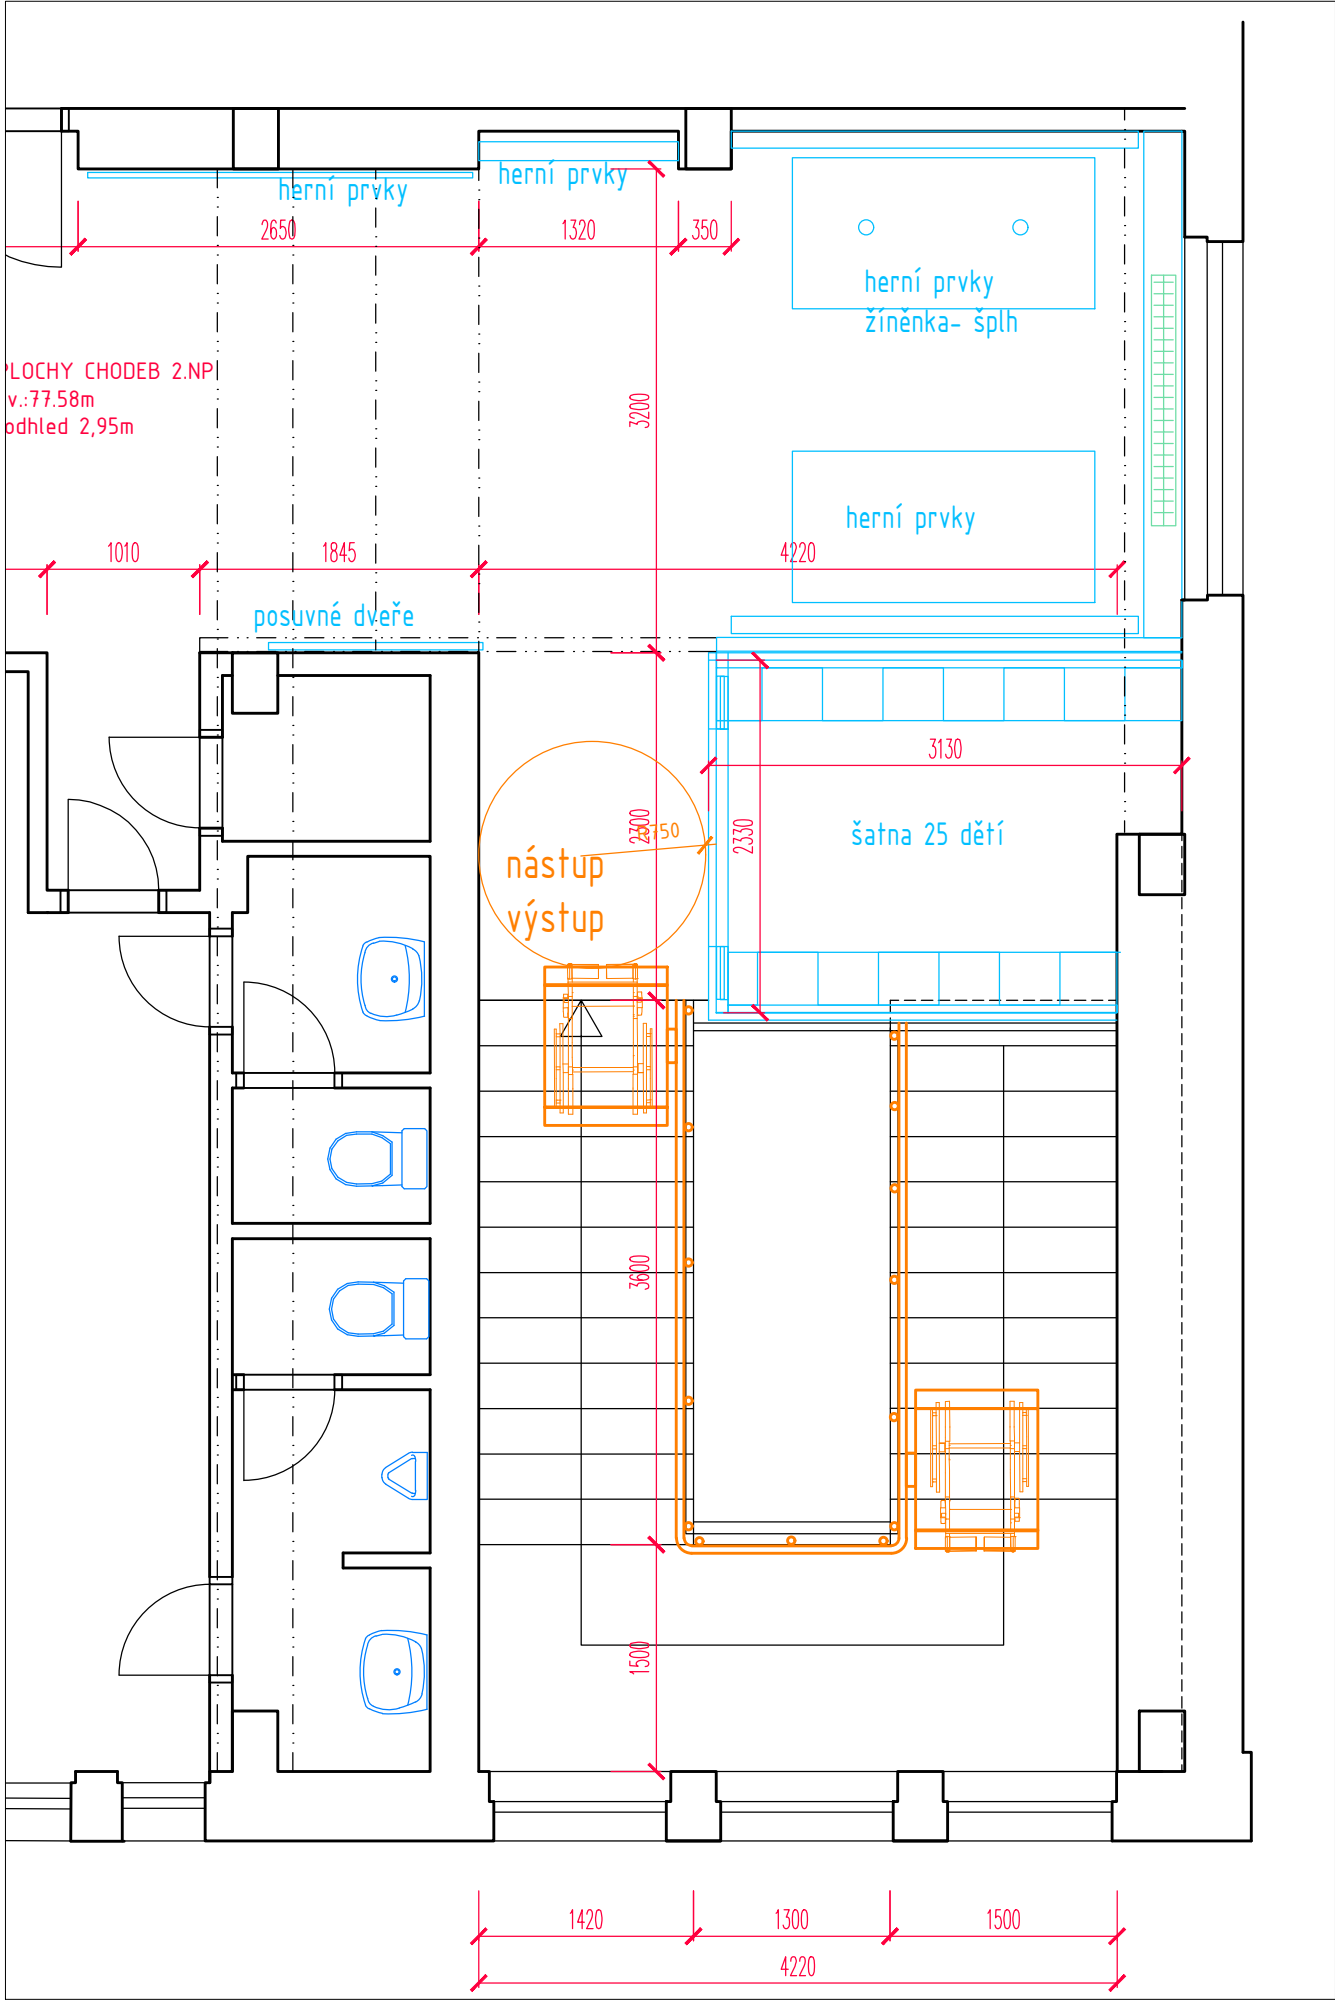 herní prvky
herní prvky
2650
1320
350
herní prvky
žíněnka- šplh
PLOCHY CHODEB 2.NP
v.:77.58m
odhled 2,95m
3200
herní prvky
1010
1845
4220
posuvné dveře
3130
2300
R750
2330
šatna 25 dětí
nástup
výstup
3600
1500
1420
1300
1500
4220